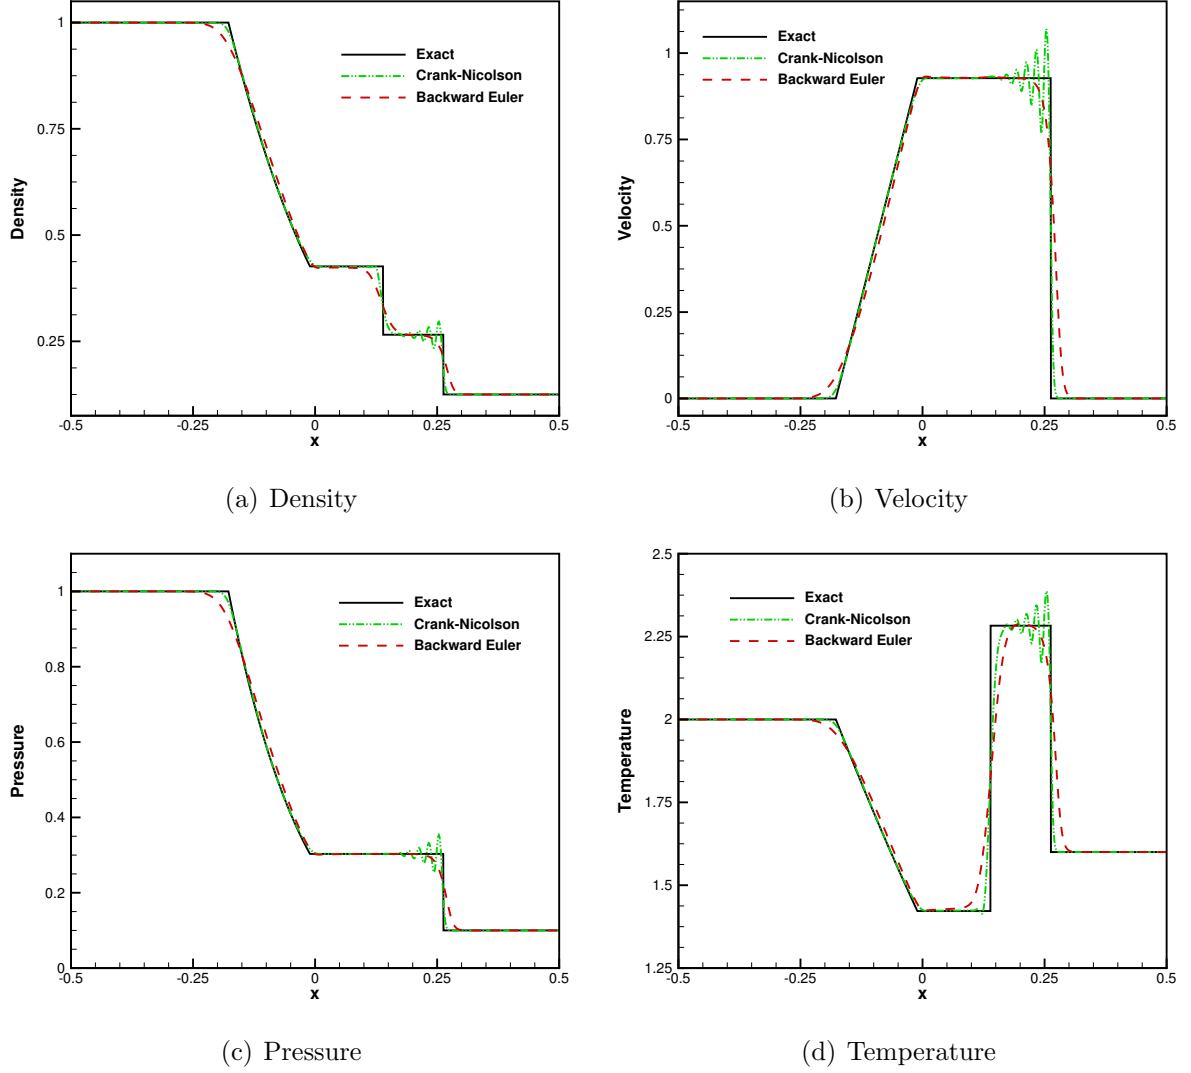 1
0.75
0.5
0.25
Density
-0.5
-0.25
0
0.25
0.5
x
Exact
Crank-Nicolson
Backward Euler
(a) Density
1
0.75
0.5
0.25
0
Velocity
-0.5
-0.25
0
0.25
0.5
x
Exact
Crank-Nicolson
Backward Euler
(b) Velocity
1
0.8
0.6
0.4
0.2
0
Pressure
-0.5
-0.25
0
0.25
0.5
x
Exact
Crank-Nicolson
Backward Euler
(c) Pressure
2.5
2.25
2
1.75
1.5
1.25
Temperature
-0.5
-0.25
0
0.25
0.5
x
Exact
Crank-Nicolson
Backward Euler
(d) Temperature